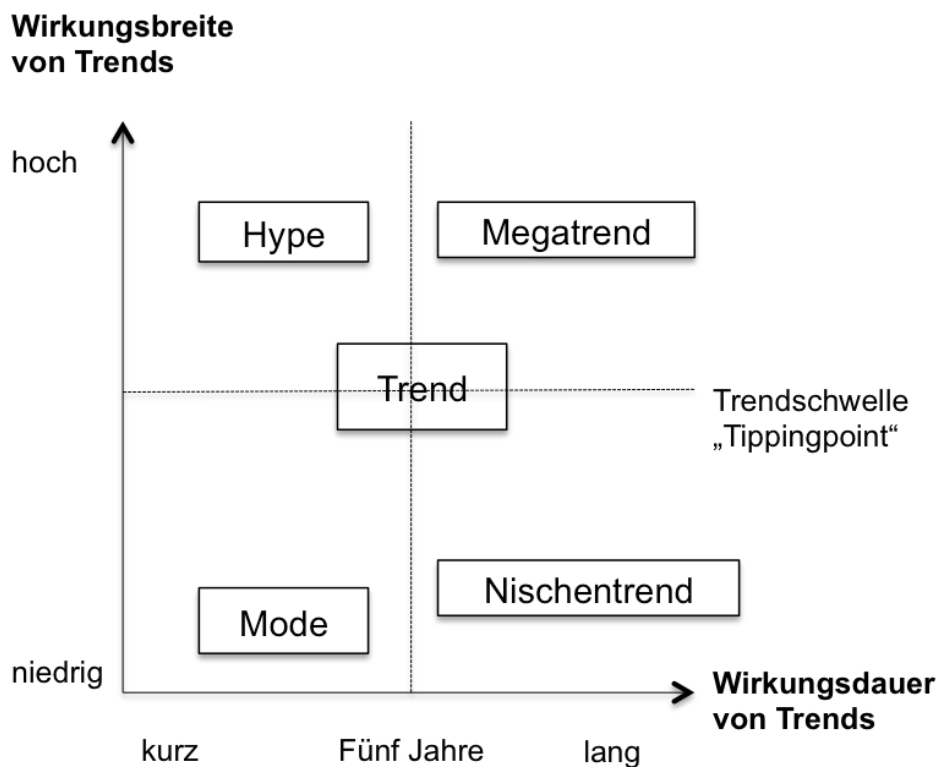 Wirkungsbreite
von Trends
hoch
Hype
Megatrend
Trend
Trendschwelle
„Tippingpoint“
Nischentrend
Mode
niedrig
Wirkungsdauer
von Trends
kurz
Fünf Jahre
lang